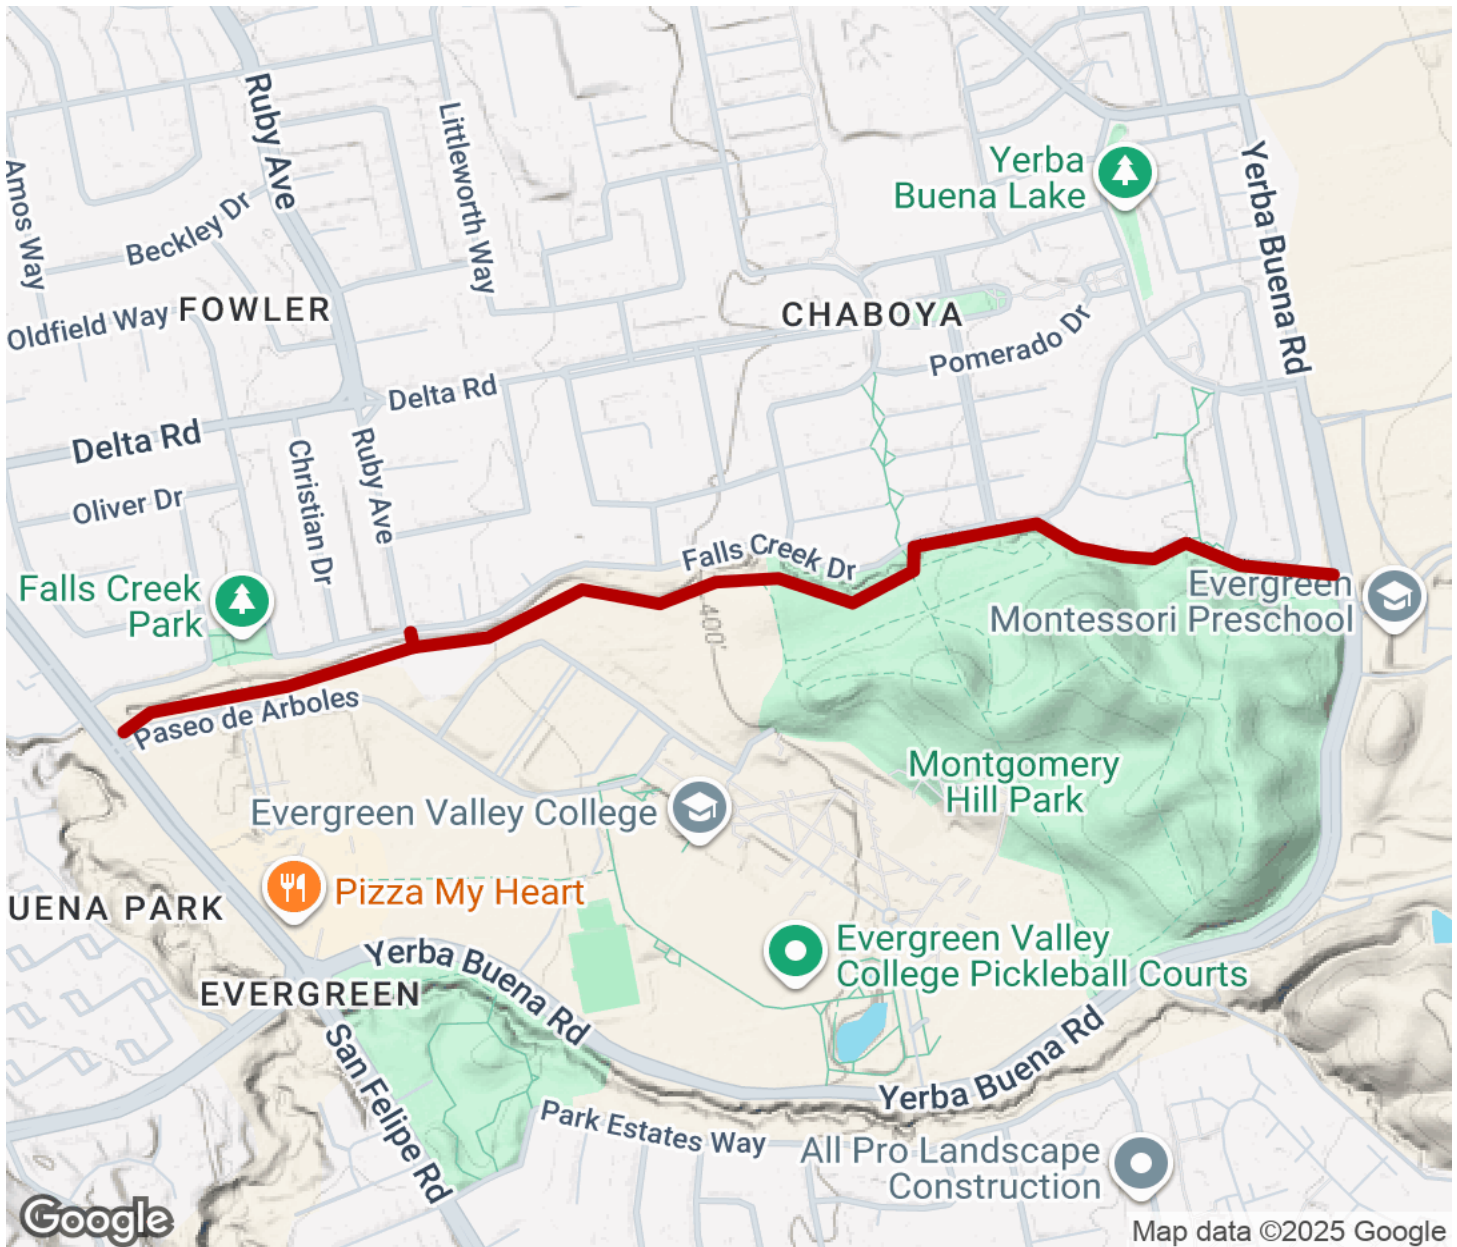 Ruby Ave
Littleworth Way
Amos Way
Beckley Dr
Yerba
Buena Lake
Yerba Buena Rd
Oldfield Way
FOWLER
CHABOYA
Pomerado Dr
Delta Rd
Delta Rd
Ruby Ave
Christian Dr
Oliver Dr
Falls Creek Dr
Falls Creek
Park
Evergreen
Montessori Preschool
400'
Paseo de Arboles
Montgomery
Hill Park
Evergreen Valley College
Pizza My Heart
UENA PARK
Evergreen Valley
College Pickleball Courts
Yerba Buena Rd
EVERGREEN
San Felipe Rd
Yerba Buena Rd
Park Estates Way
All Pro Landscape
Construction
Google
Map data ©2025 Google